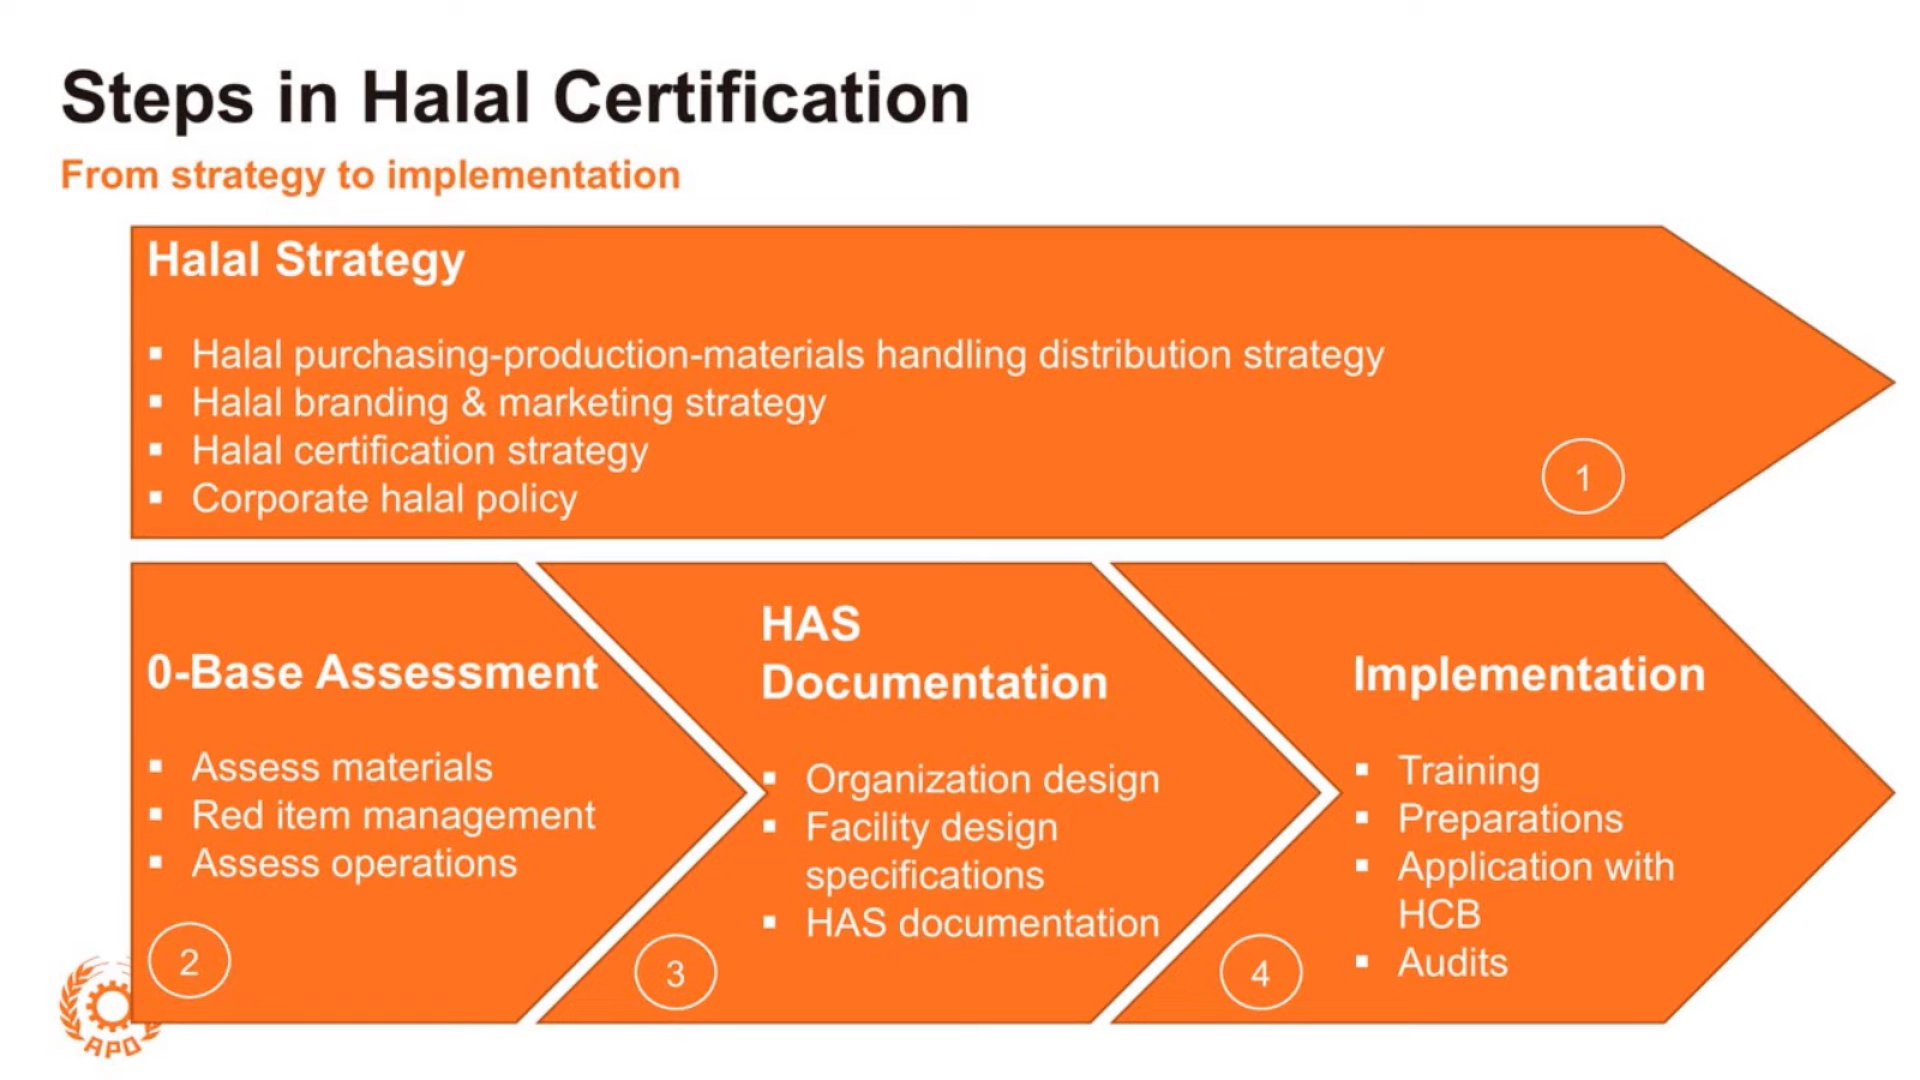 Steps in Halal Certification
From strategy to implementation
Halal Strategy
▪ Halal purchasing-production-materials handling distribution strategy
▪ Halal branding & marketing strategy
▪ Halal certification strategy
▪ Corporate halal policy
1
0-Base Assessment
▪ Assess materials
▪ Red item management
▪ Assess operations
2
HAS
Documentation
▪ Organization design
▪ Facility design
specifications
▪ HAS documentation
3
Implementation
▪ Training
▪ Preparations
▪ Application with
HCB
▪ Audits
4
APO